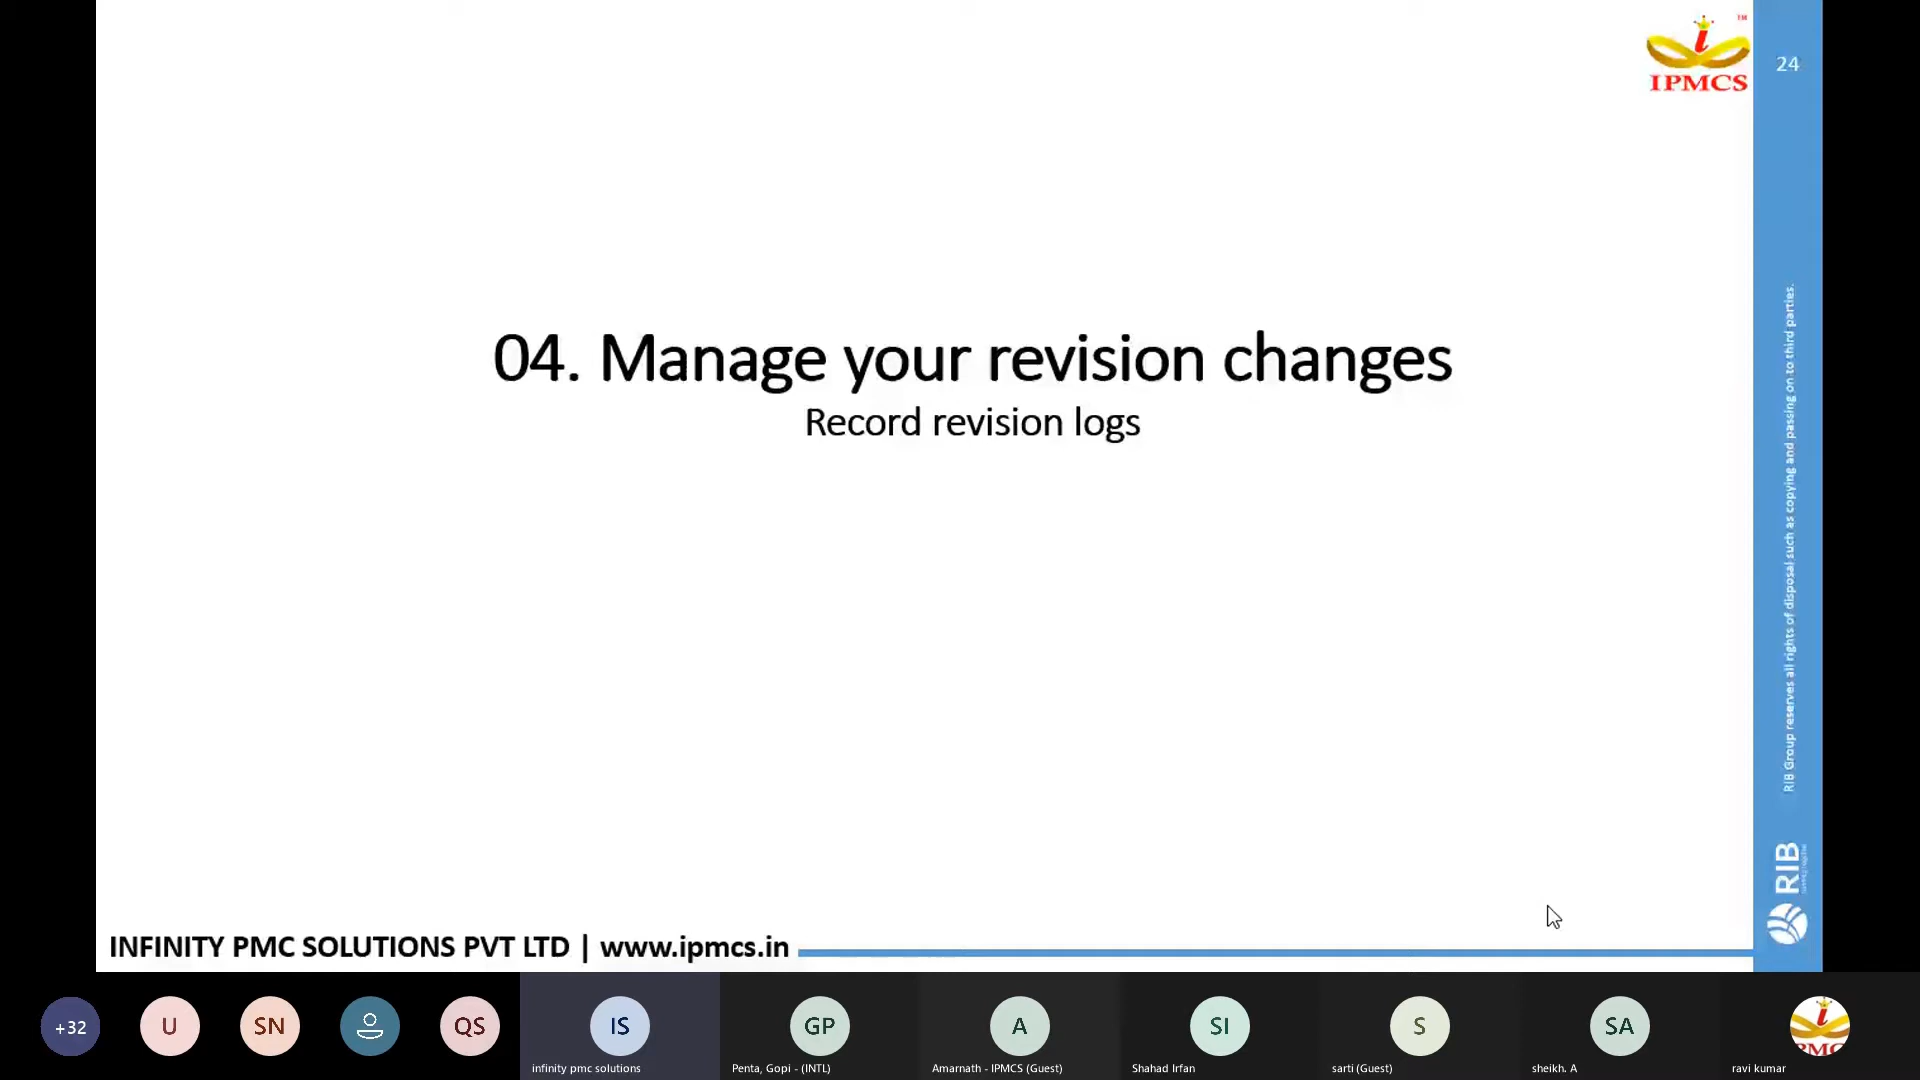 TM
i
IPMCS
24
04. Manage your revision changes
Record revision logs
RIB Group reserves all rights of disposal such as copying and passing on to third parties.
RIB
INFINITY PMC SOLUTIONS PVT LTD | www.ipmcs.in
+32
U
SN
QS
IS
GP
A
SI
S
SA
i
infinity pmc solutions
Penta, Gopi - (INTL)
Amarnath - IPMCS (Guest)
Shahad Irfan
sarti (Guest)
sheikh. A
ravi kumar